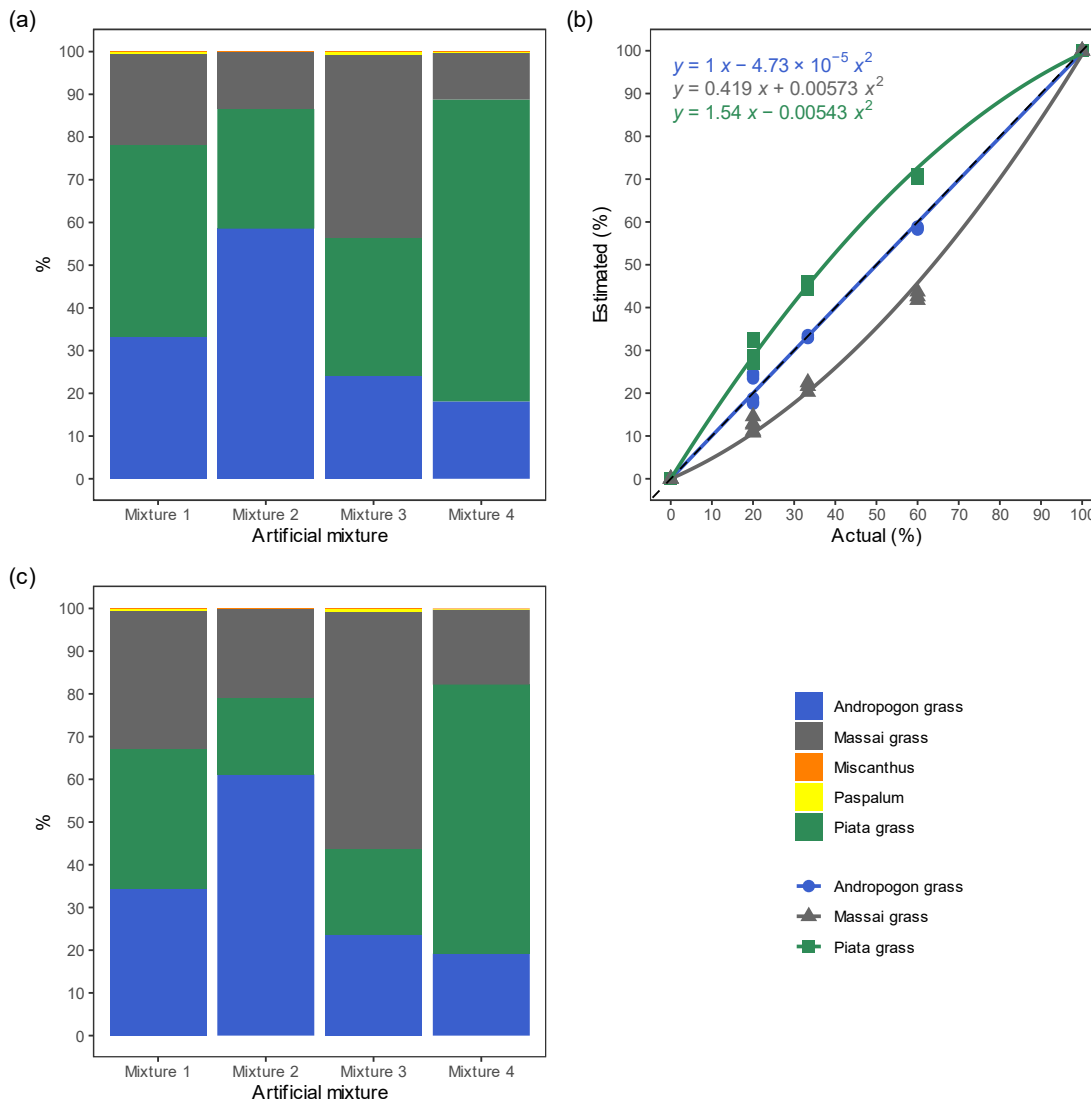 (a)
100
90
80
70
60
50
40
30
20
10
0
%
Mixture 1 Mixture 2 Mixture 3 Mixture 4
Artificial mixture
(b)
y = 1 x − 4.73 × 10⁻⁵ x²
y = 0.419 x + 0.00573 x²
y = 1.54 x − 0.00543 x²
100
90
80
70
60
50
40
30
20
10
0
Estimated (%)
0 10 20 30 40 50 60 70 80 90 100
Actual (%)
(c)
100
90
80
70
60
50
40
30
20
10
0
%
Mixture 1 Mixture 2 Mixture 3 Mixture 4
Artificial mixture
Andropogon grass
Massai grass
Miscanthus
Paspalum
Piata grass
Andropogon grass
Massai grass
Piata grass